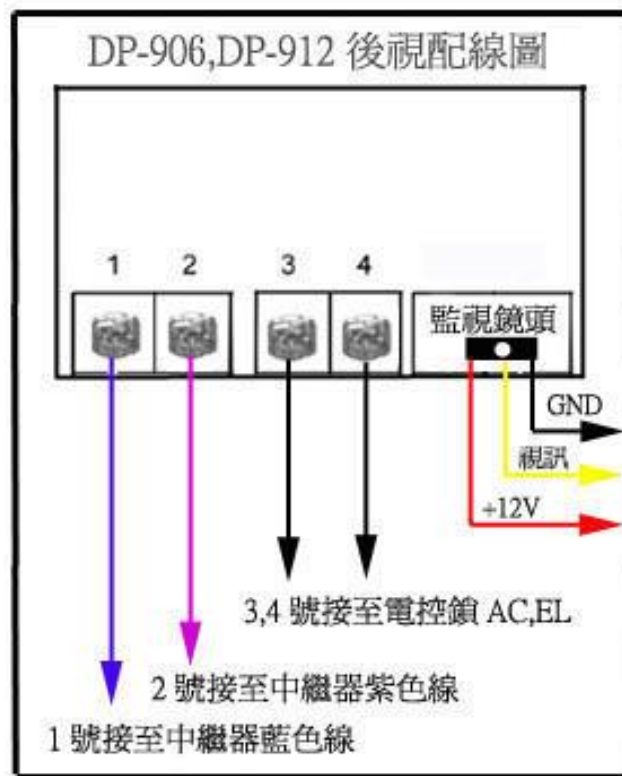 DP-906,DP-912 後視配線圖
1 2 3 4
監視鏡頭
GND
視訊
+12V
3,4 號接至電控鎖 AC,EL
2 號接至中繼器紫色線
1 號接至中繼器藍色線